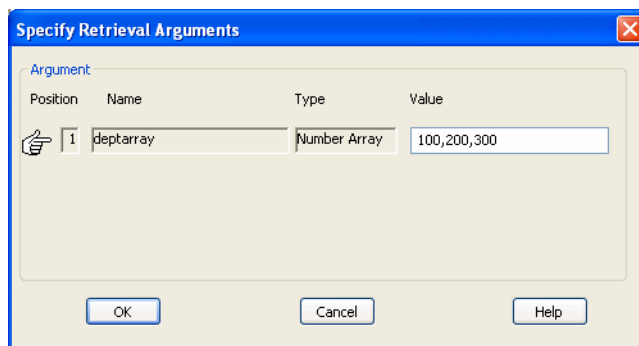 Specify Retrieval Arguments
Argument
Position Name Type Value
1 deptarray Number Array 100,200,300
OK Cancel Help